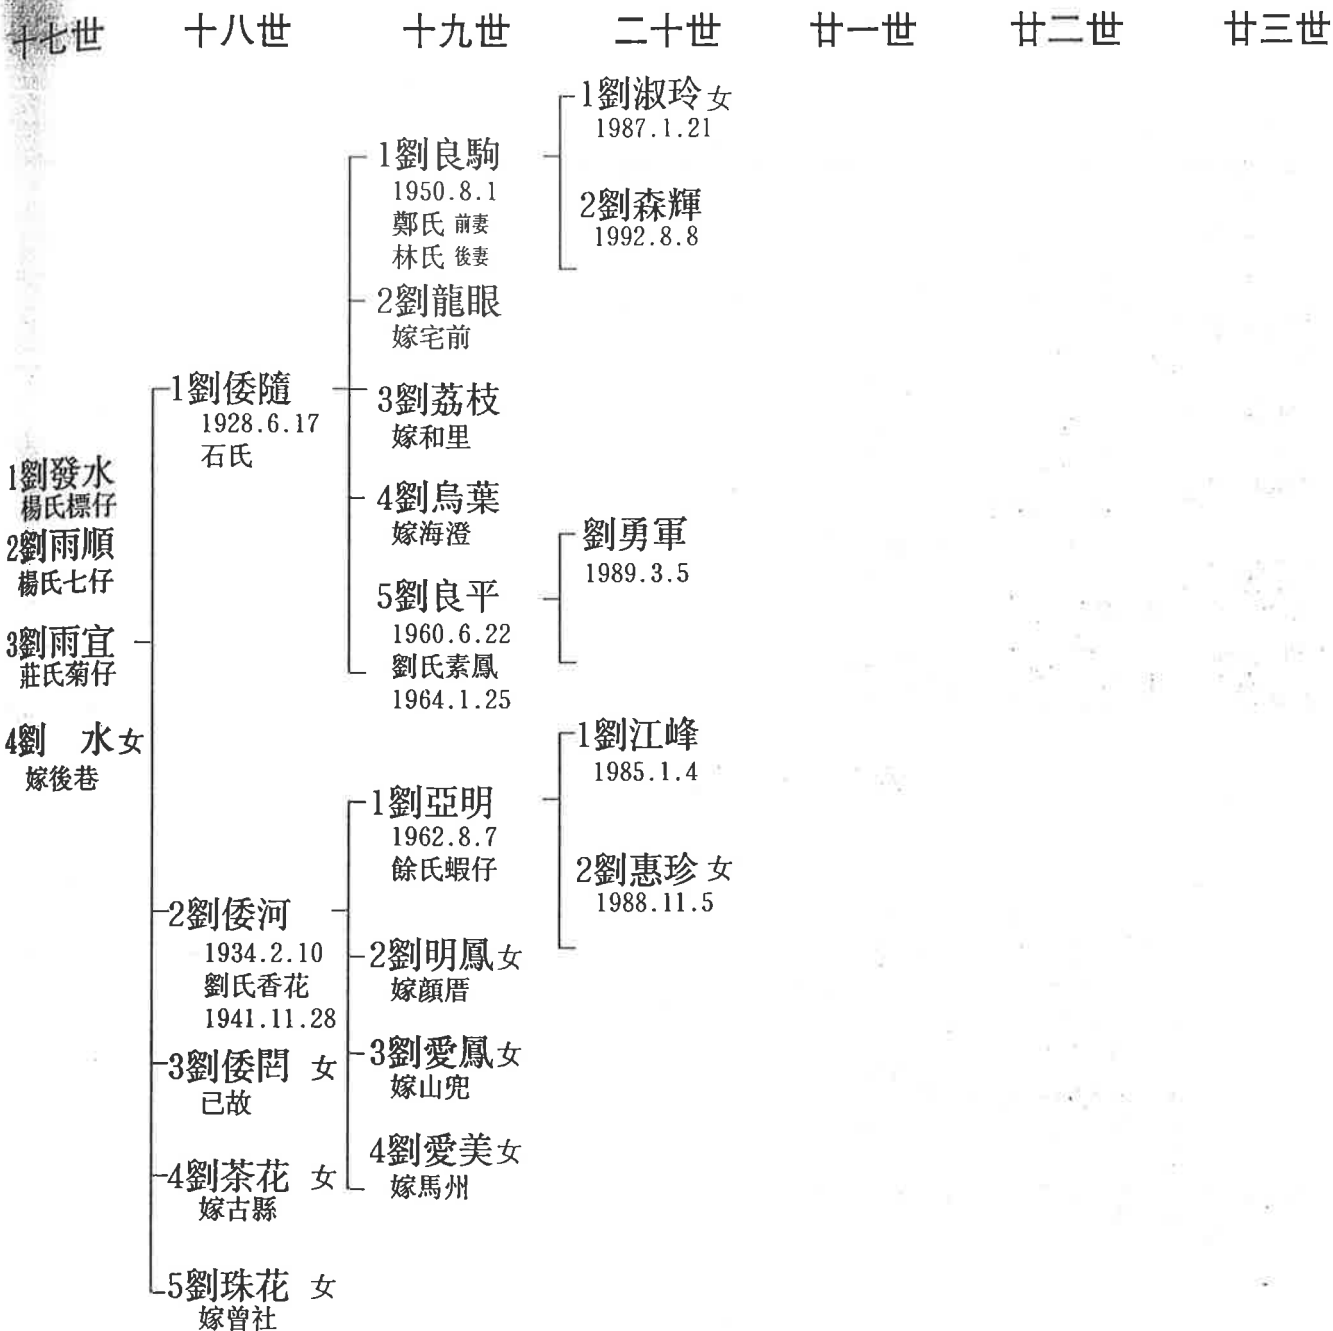 十七世 十八世 十九世 二十世 廿一世 廿二世 廿三世
1劉發水
楊氏標仔
2劉雨順
楊氏七仔
3劉雨宜
莊氏菊仔
4劉 水女
嫁後巷
1劉倭隨
1928.6.17
石氏
2劉倭河
1934.2.10
劉氏香花
1941.11.28
3劉倭罔 女
已故
4劉茶花 女
嫁古縣
5劉珠花 女
嫁曾社
1劉良駒
1950.8.1
鄭氏 前妻
林氏 後妻
2劉龍眼
嫁宅前
3劉荔枝
嫁和里
4劉烏葉
嫁海澄
5劉良平
1960.6.22
劉氏素鳳
1964.1.25
1劉亞明
1962.8.7
餘氏蝦仔
2劉明鳳女
嫁顏厝
3劉愛鳳女
嫁山兜
4劉愛美女
嫁馬州
1劉淑玲女
1987.1.21
2劉森輝
1992.8.8
劉勇軍
1989.3.5
1劉江峰
1985.1.4
2劉惠珍女
1988.11.5